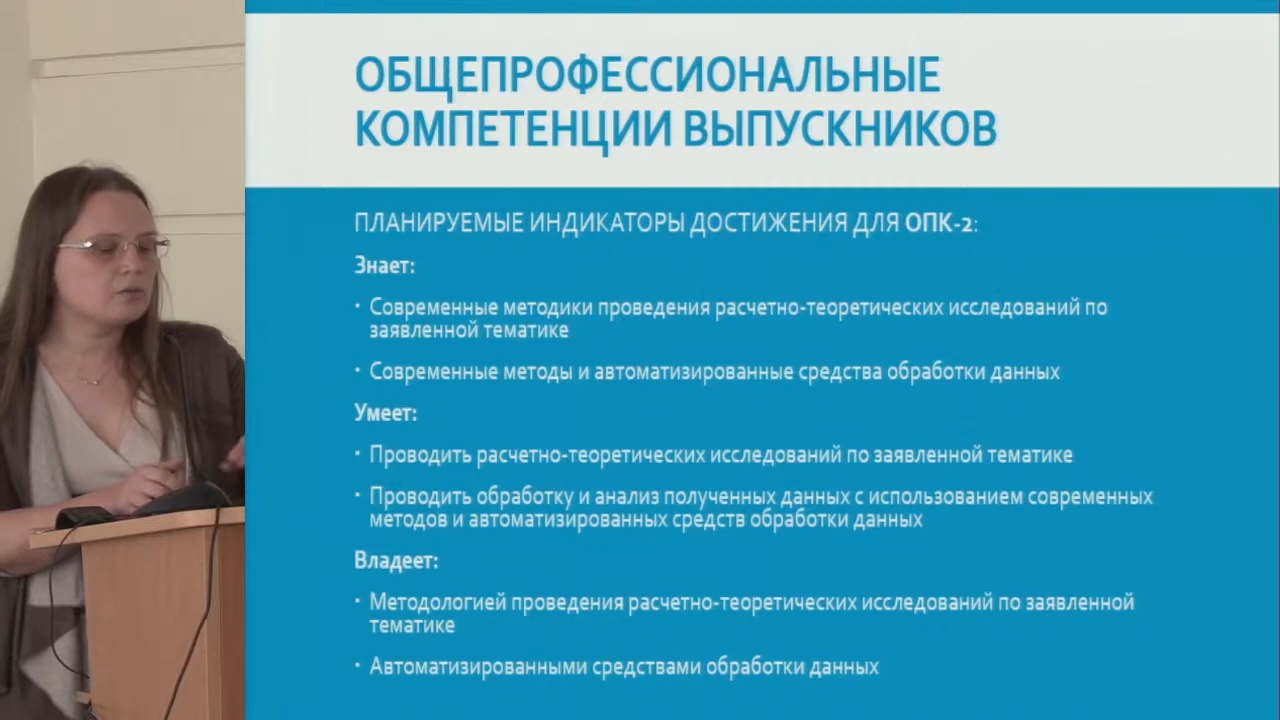 ОБЩЕПРОФЕССИОНАЛЬНЫЕ
КОМПЕТЕНЦИИ ВЫПУСКНИКОВ
ПЛАНИРУЕМЫЕ ИНДИКАТОРЫ ДОСТИЖЕНИЯ ДЛЯ ОПК-2:
Знает:
• Современные методики проведения расчетно-теоретических исследований по
заявленной тематике
• Современные методы и автоматизированные средства обработки данных
Умеет:
• Проводить расчетно-теоретических исследований по заявленной тематике
• Проводить обработку и анализ полученных данных с использованием современных
методов и автоматизированных средств обработки данных
Владеет:
• Методологией проведения расчетно-теоретических исследований по заявленной
тематике
• Автоматизированными средствами обработки данных